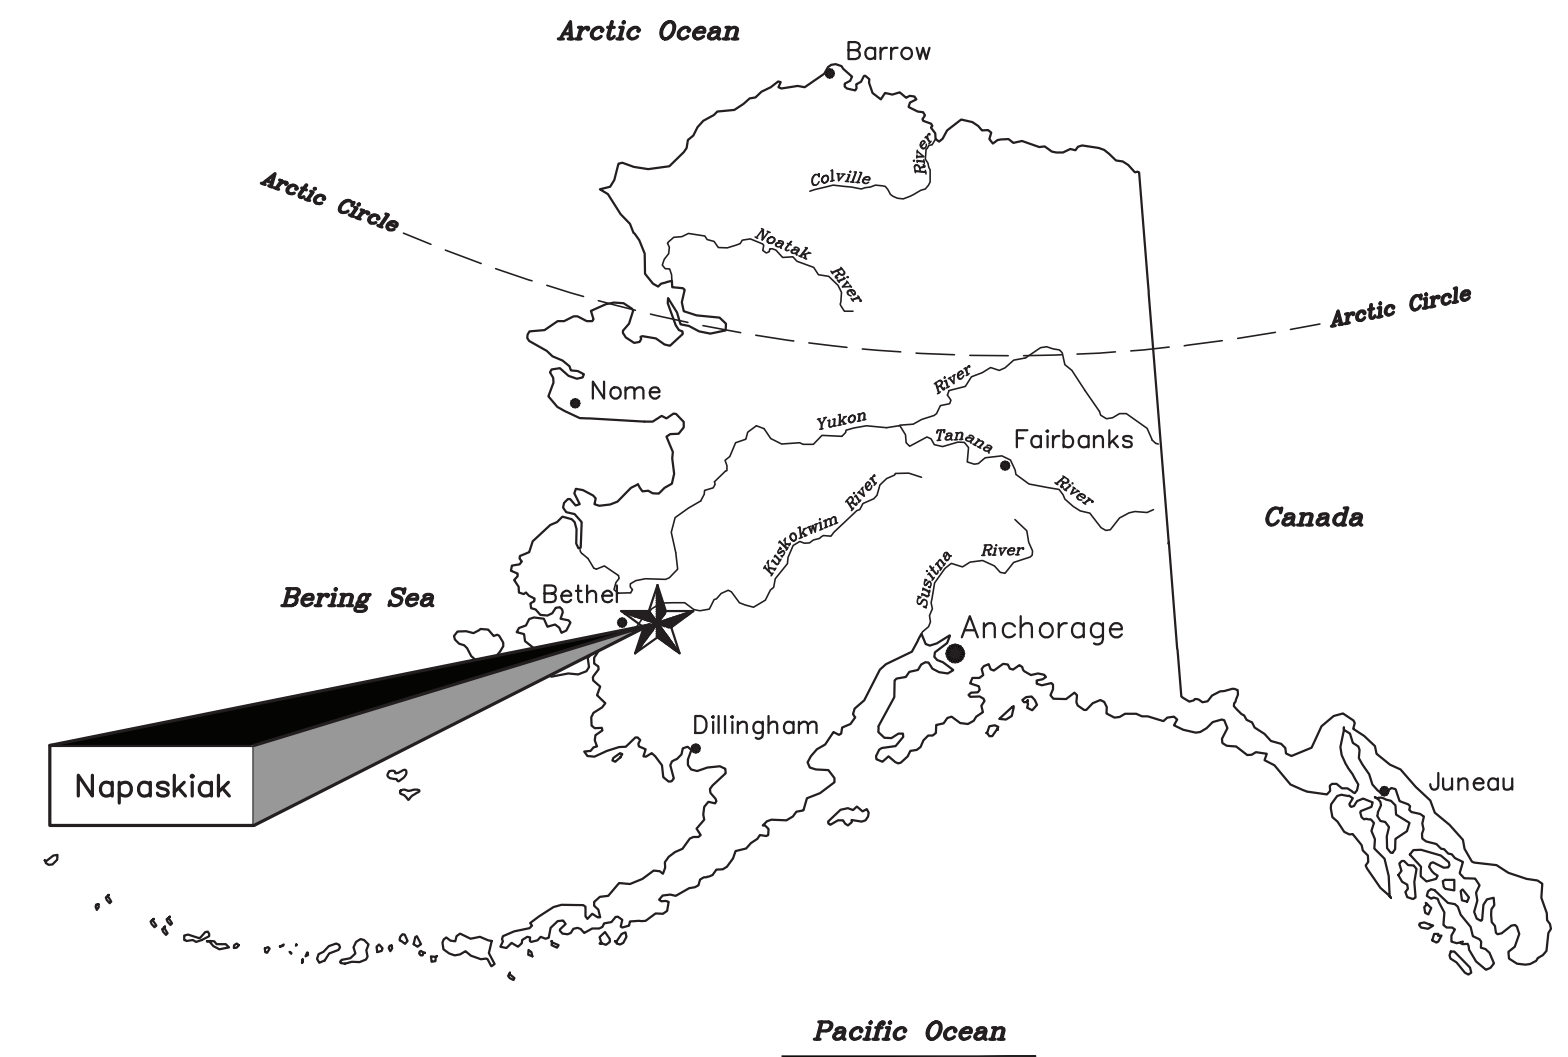 Arctic Ocean
Barrow
Colville River
Arctic Circle
Noatak River
Arctic Circle
Nome
Yukon River
Tanana River
Fairbanks
Kuskokwim River
Canada
Susitna River
Bering Sea
Bethel
Anchorage
Dillingham
Napaskiak
Juneau
Pacific Ocean